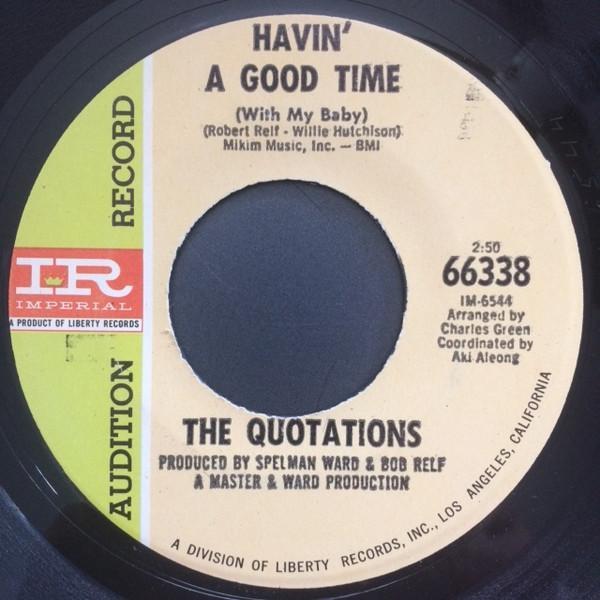 HAVIN'
A GOOD TIME
(With My Baby)
(Robert Relf - Willie Hutchison)
Mikim Music, Inc. — BMI
AUDITION RECORD
IR
IMPERIAL
A PRODUCT OF LIBERTY RECORDS
2:50
66338
IM-6544
Arranged by
Charles Green
Coordinated by
Aki Aleong
THE QUOTATIONS
PRODUCED BY SPELMAN WARD & BOB RELF
A MASTER & WARD PRODUCTION
A DIVISION OF LIBERTY RECORDS, INC., LOS ANGELES, CALIFORNIA